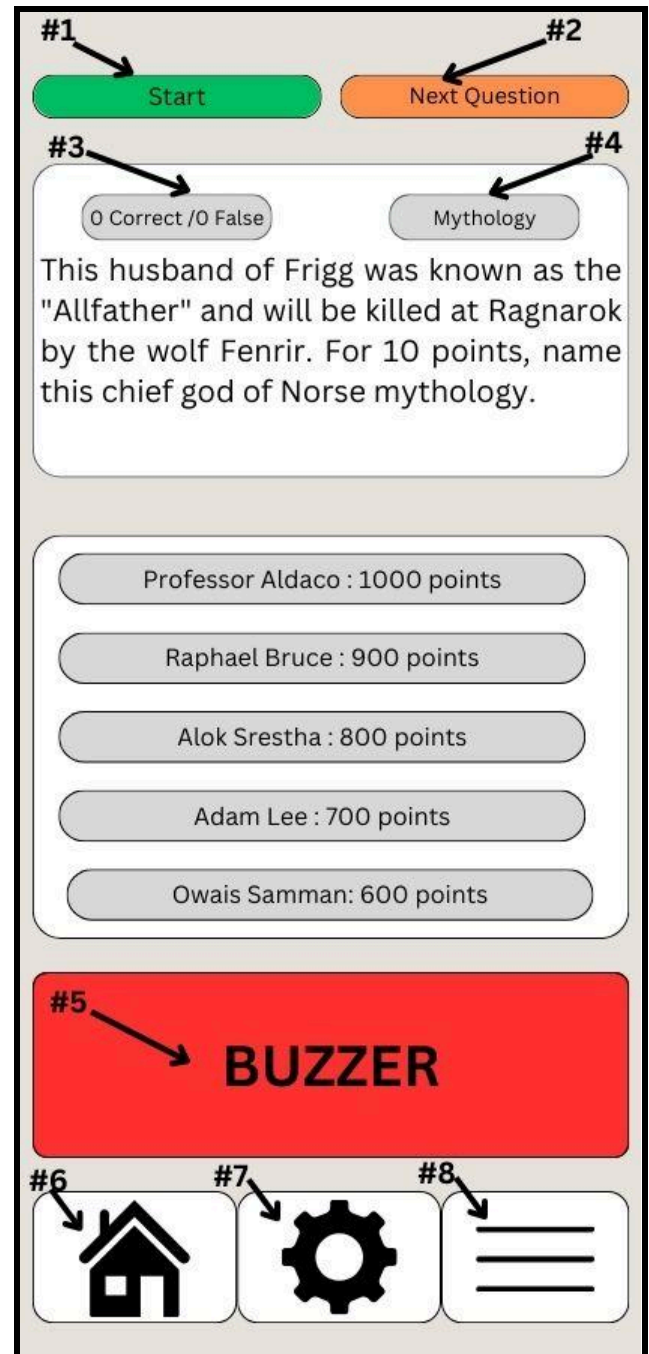 #1
#2
Start
Next Question
#3
#4
0 Correct /0 False
Mythology
This husband of Frigg was known as the
"Allfather" and will be killed at Ragnarok
by the wolf Fenrir. For 10 points, name
this chief god of Norse mythology.
Professor Aldaco : 1000 points
Raphael Bruce : 900 points
Alok Srestha : 800 points
Adam Lee : 700 points
Owais Samman: 600 points
#5
BUZZER
#6
#7
#8